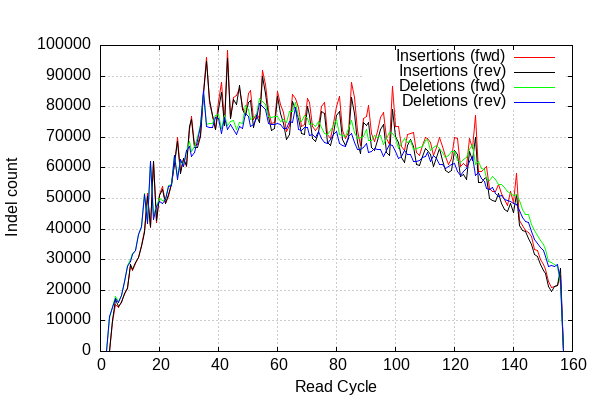 100000
90000
80000
70000
60000
50000
40000
30000
20000
10000
0
Indel count
Insertions (fwd)
Insertions (rev)
Deletions (fwd)
Deletions (rev)
0 20 40 60 80 100 120 140 160
Read Cycle